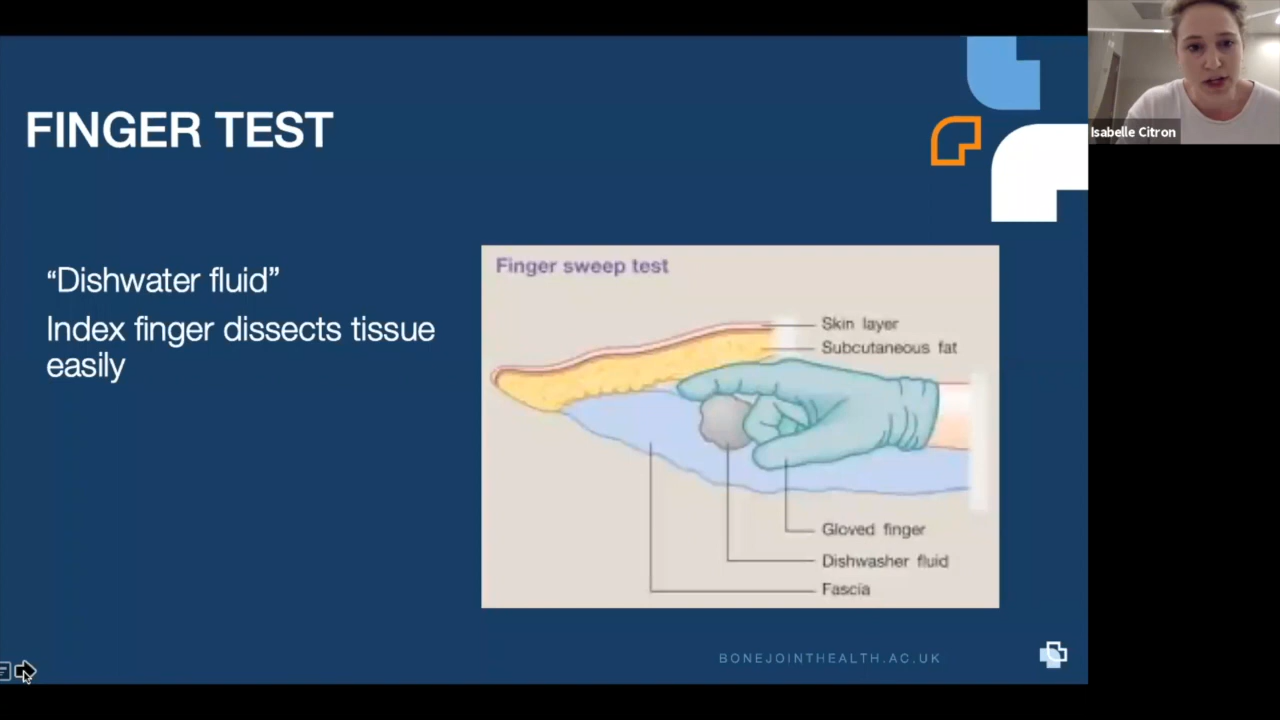 FINGER TEST
Isabelle Citron
“Dishwater fluid”
Index finger dissects tissue
easily
Finger sweep test
Skin layer
Subcutaneous fat
Gloved finger
Dishwasher fluid
Fascia
BONEJOINTHEALTH.AC.UK